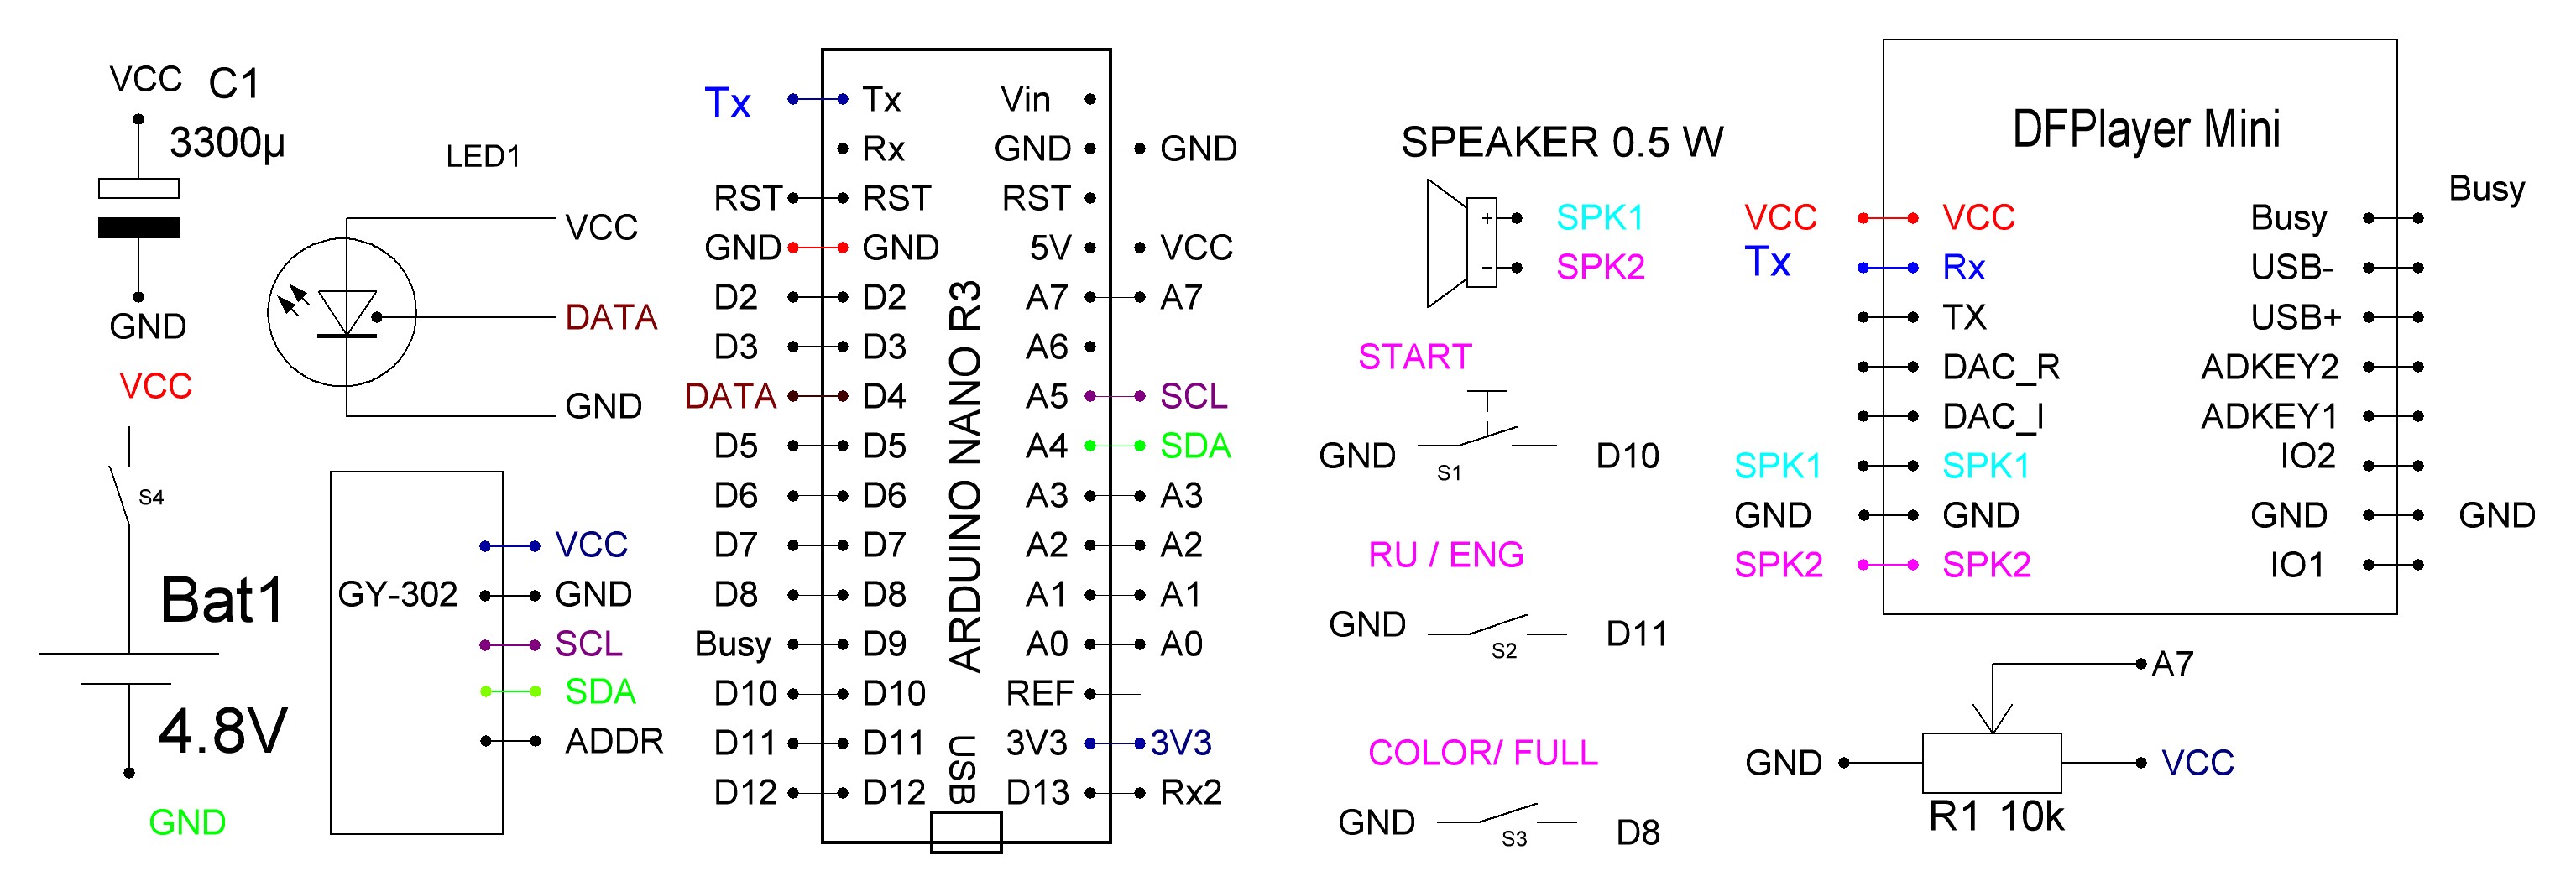 VCC C1
3300µ
GND
VCC
S4
Bat1
4.8V
GND
LED1
VCC
DATA
GND
GY-302
VCC
GND
SCL
SDA
ADDR
ARDUINO NANO R3
USB
Tx Tx Vin
Rx GND GND
RST RST RST
GND GND 5V VCC
D2 D2 A7 A7
D3 D3 A6
DATA D4 A5 SCL
D5 D5 A4 SDA
D6 D6 A3 A3
D7 D7 A2 A2
D8 D8 A1 A1
Busy D9 A0 A0
D10 D10 REF
D11 D11 3V3 3V3
D12 D12 D13 Rx2
SPEAKER 0.5 W
+ SPK1
− SPK2
START
GND S1 D10
RU / ENG
GND S2 D11
COLOR/ FULL
GND S3 D8
DFPlayer Mini
VCC VCC Busy Busy
Tx Rx USB-
TX USB+
DAC_R ADKEY2
DAC_I ADKEY1
SPK1 SPK1 IO2
GND GND GND GND
SPK2 SPK2 IO1
A7
GND VCC
R1 10k